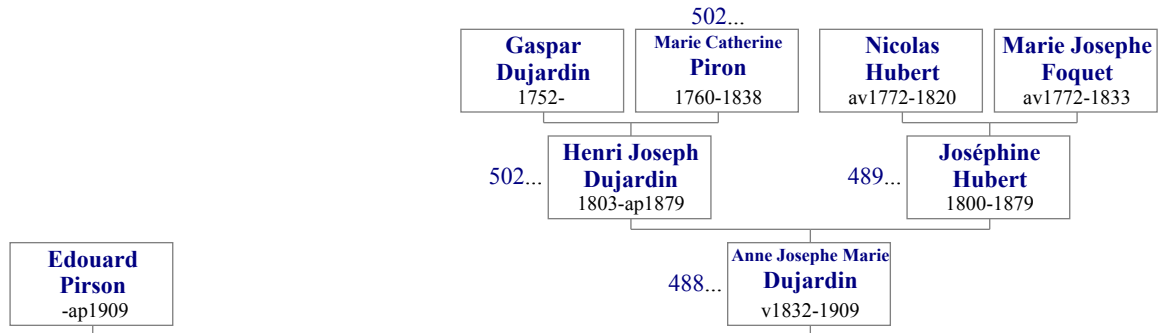 502...
Gaspar
Dujardin
1752-
Marie Catherine
Piron
1760-1838
Nicolas
Hubert
av1772-1820
Marie Josephe
Foquet
av1772-1833
502...
Henri Joseph
Dujardin
1803-ap1879
489...
Joséphine
Hubert
1800-1879
Edouard
Pirson
-ap1909
488...
Anne Josephe Marie
Dujardin
v1832-1909